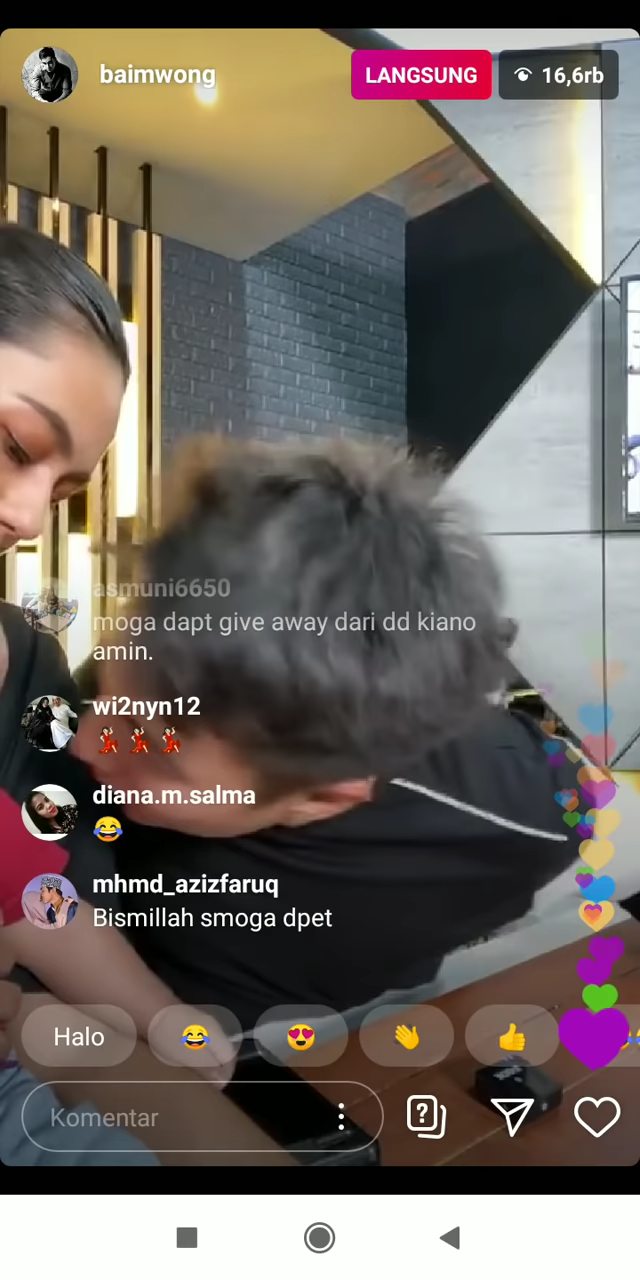 baimwong
LANGSUNG
16,6rb
asmuni6650
moga dapt give away dari dd kiano
amin.
wi2nyn12
💃💃💃
diana.m.salma
😂
mhmd_azizfaruq
Bismillah smoga dpet
Halo 😂 😍 👋 👍
Komentar
?